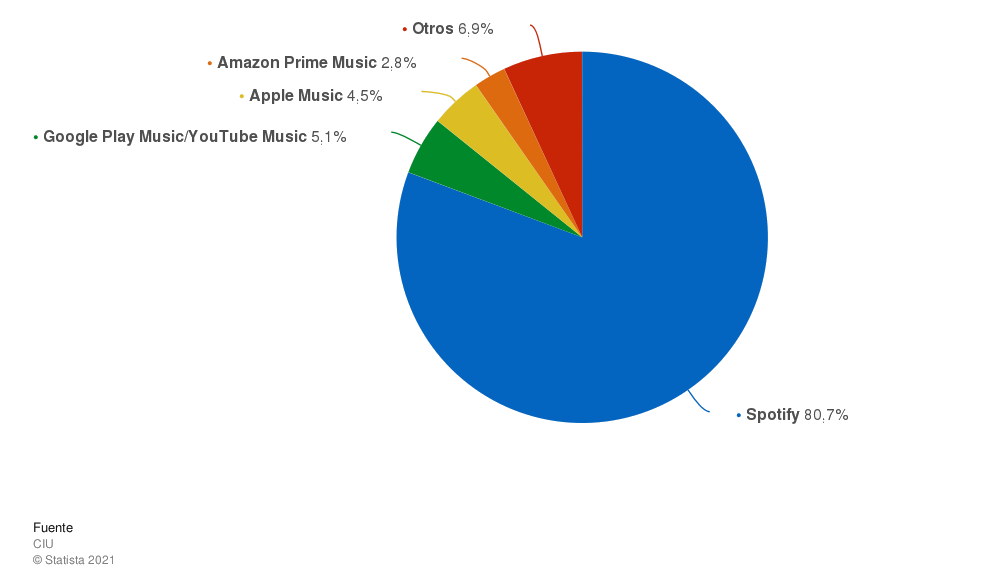 • Otros 6,9%
• Amazon Prime Music 2,8%
• Apple Music 4,5%
• Google Play Music/YouTube Music 5,1%
• Spotify 80,7%
Fuente
CIU
© Statista 2021